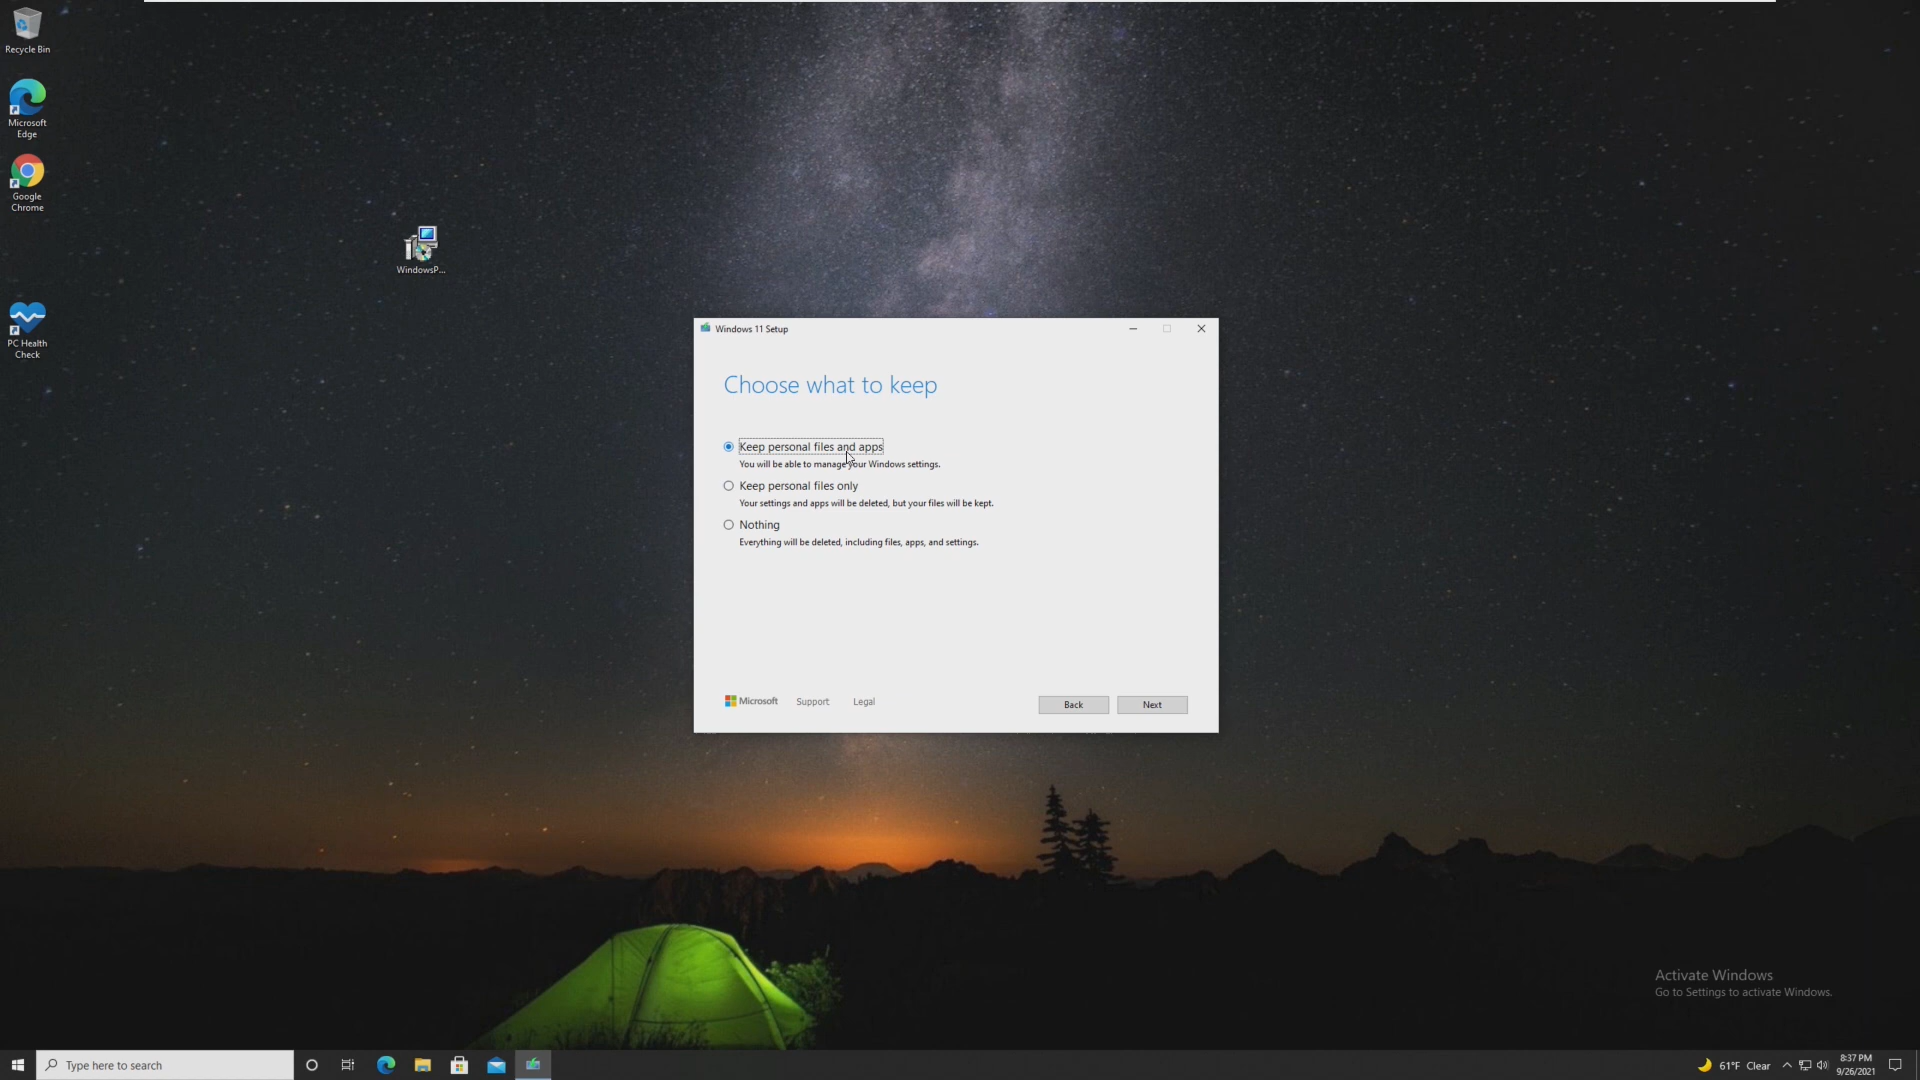 Recycle Bin
Microsoft
Edge
Google
Chrome
WindowsP...
PC Health
Check
Windows 11 Setup
Choose what to keep
Keep personal files and apps
You will be able to manage your Windows settings.
Keep personal files only
Your settings and apps will be deleted, but your files will be kept.
Nothing
Everything will be deleted, including files, apps, and settings.
Microsoft
Support
Legal
Back
Next
Activate Windows
Go to Settings to activate Windows.
Type here to search
61°F Clear
8:37 PM
9/26/2021